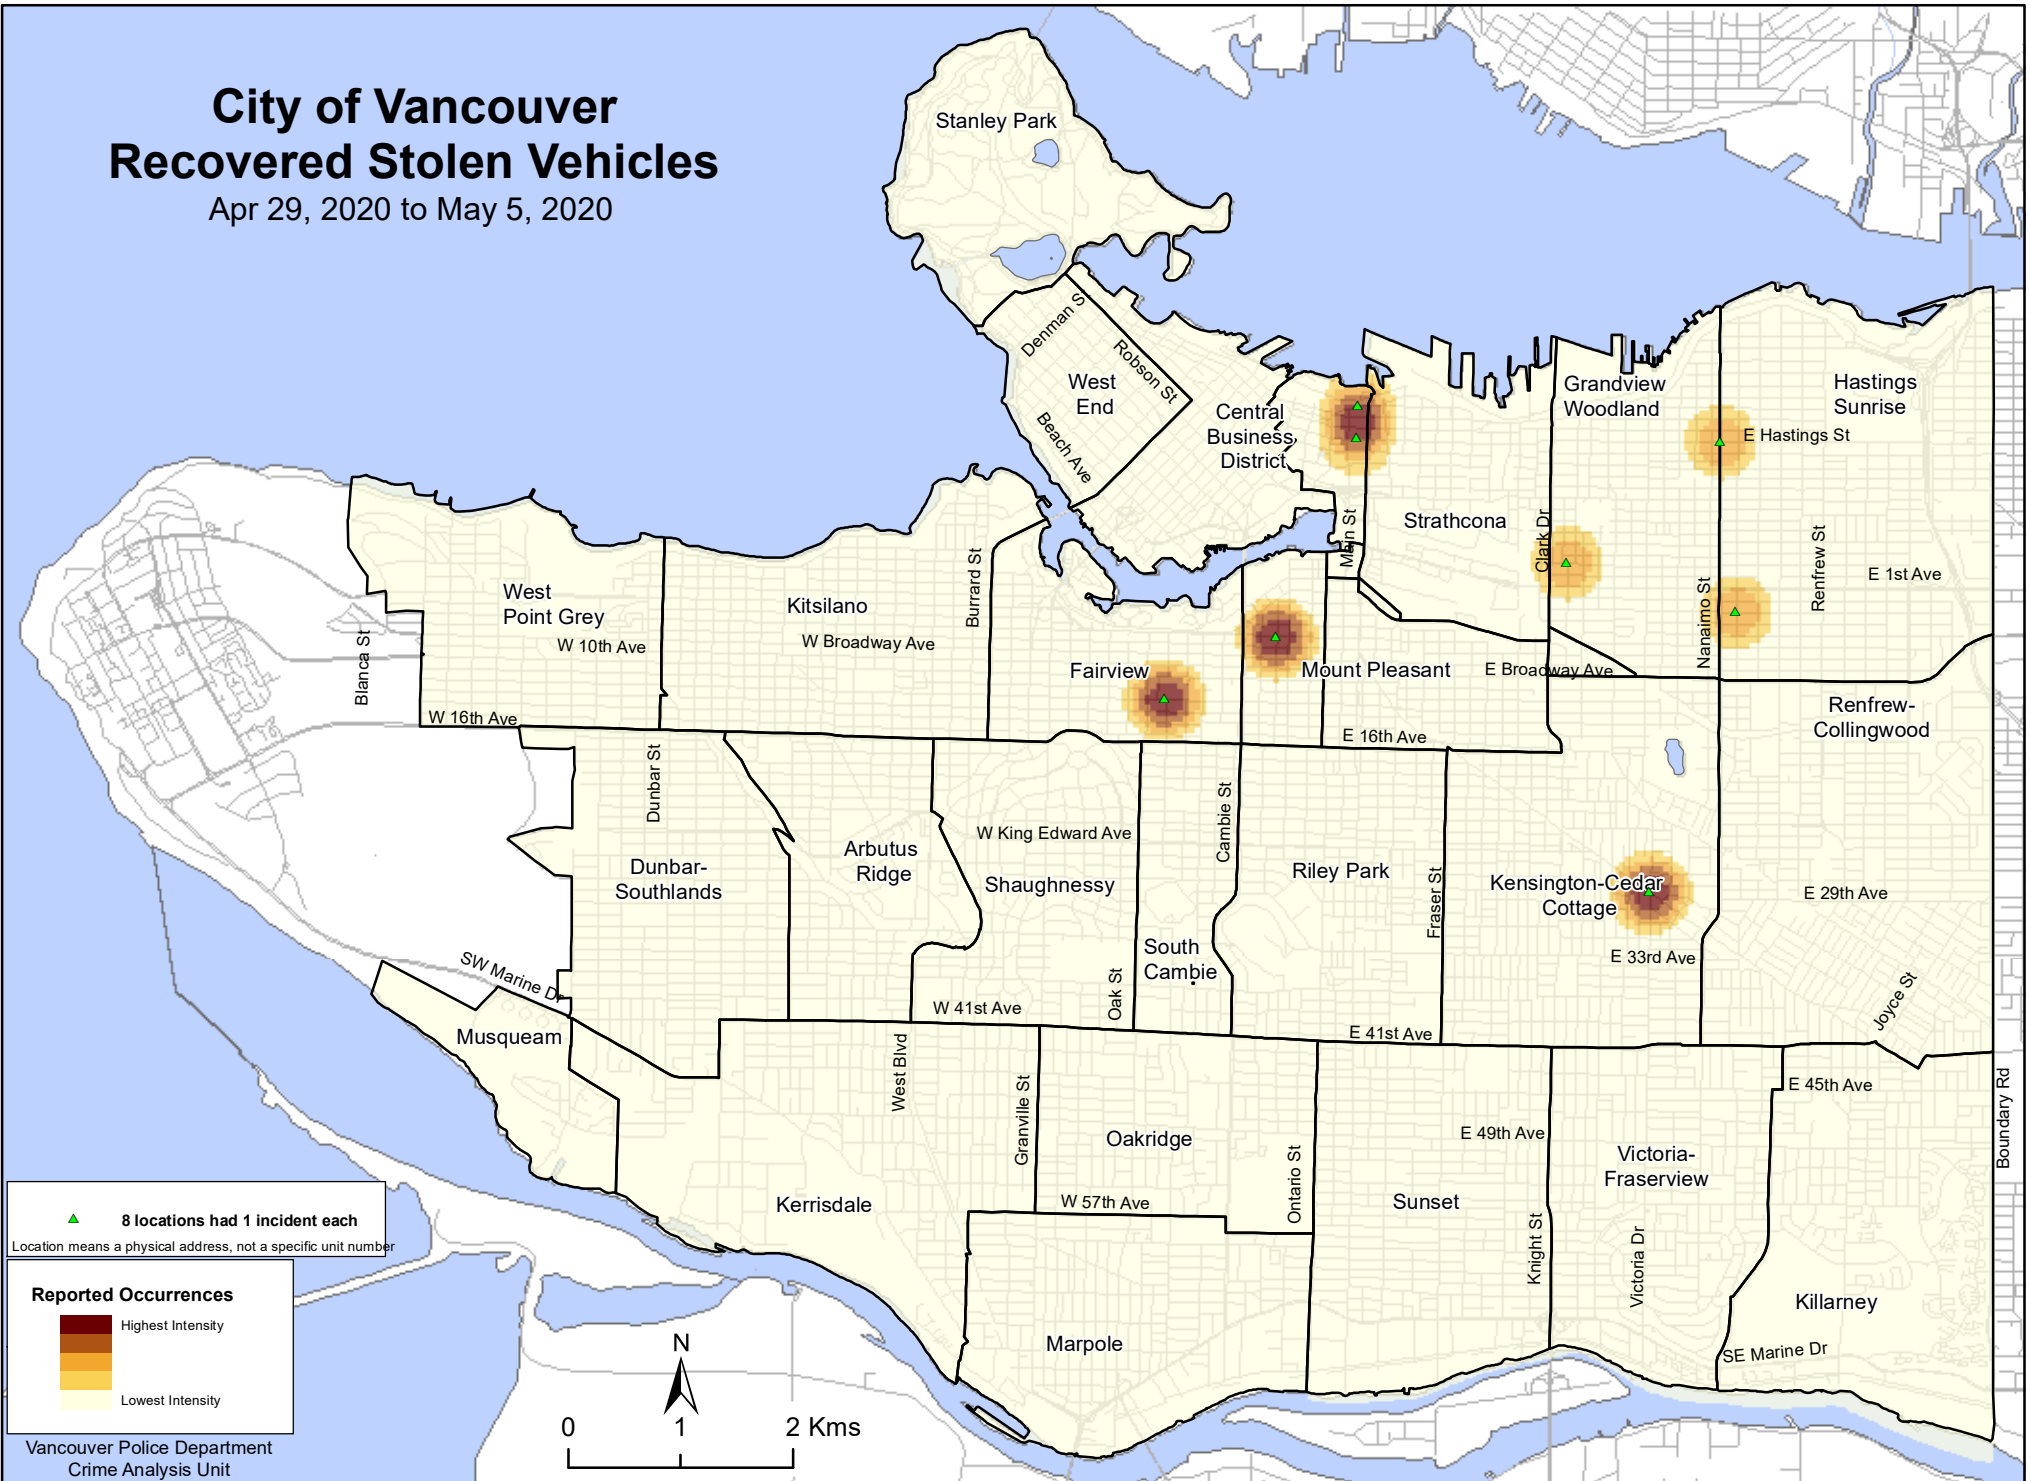 City of Vancouver
Recovered Stolen Vehicles
Apr 29, 2020 to May 5, 2020
Stanley Park
Denman S
Robson St
West
End
Beach Ave
Central
Business
District
Grandview
Woodland
Hastings
Sunrise
E Hastings St
Strathcona
Main St
Clark Dr
Nanaimo St
Renfrew St
E 1st Ave
West
Point Grey
W 10th Ave
Blanca St
W 16th Ave
Kitsilano
W Broadway Ave
Burrard St
Fairview
Mount Pleasant
E Broadway Ave
E 16th Ave
Renfrew-
Collingwood
Dunbar St
Dunbar-
Southlands
Arbutus
Ridge
W King Edward Ave
Shaughnessy
Cambie St
South
Cambie
Oak St
Riley Park
Fraser St
Kensington-Cedar
Cottage
E 29th Ave
E 33rd Ave
Joyce St
SW Marine Dr
Musqueam
W 41st Ave
E 41st Ave
West Blvd
Granville St
Oakridge
Ontario St
W 57th Ave
E 49th Ave
E 45th Ave
Boundary Rd
Victoria-
Fraserview
Kerrisdale
Sunset
Knight St
Victoria Dr
Killarney
Marpole
SE Marine Dr
8 locations had 1 incident each
Location means a physical address, not a specific unit number
Reported Occurrences
Highest Intensity
Lowest Intensity
Vancouver Police Department
Crime Analysis Unit
N
0 1 2 Kms